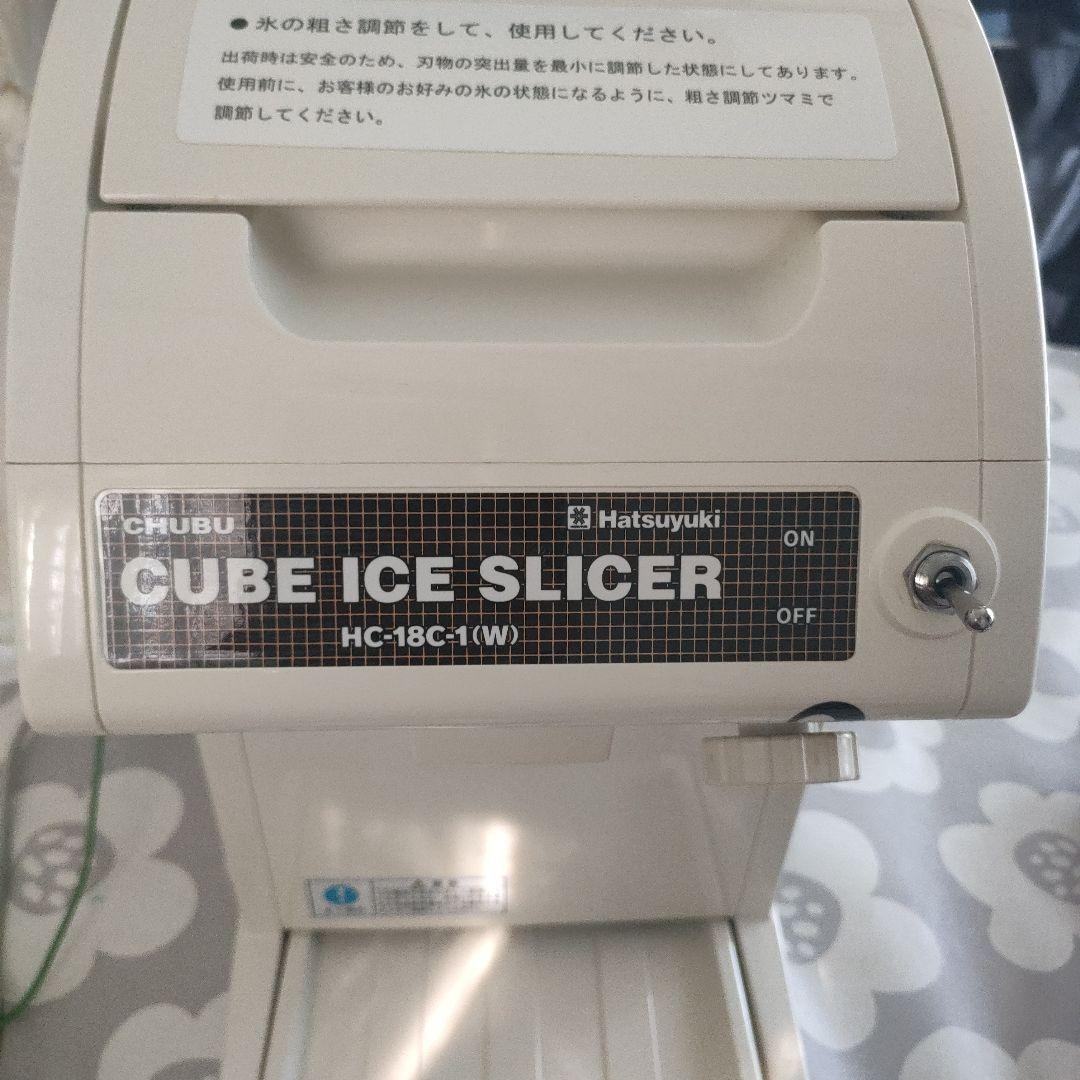 ●氷の粗さ調節をして、使用してください。
出荷時は安全のため、刃物の突出量を最小に調節した状態にしてあります。
使用前に、お客様のお好みの氷の状態になるように、粗さ調節ツマミで
調節してください。
CHUBU
Hatsuyuki
CUBE ICE SLICER
HC-18C-1(W)
ON
OFF